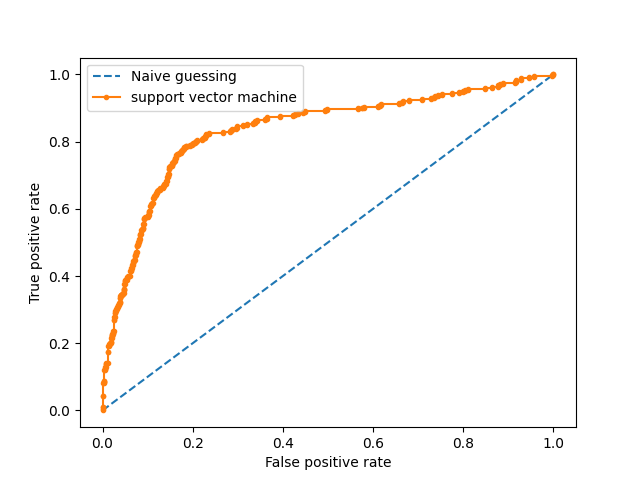 Naive guessing
support vector machine
True positive rate
1.0
0.8
0.6
0.4
0.2
0.0
0.0 0.2 0.4 0.6 0.8 1.0
False positive rate